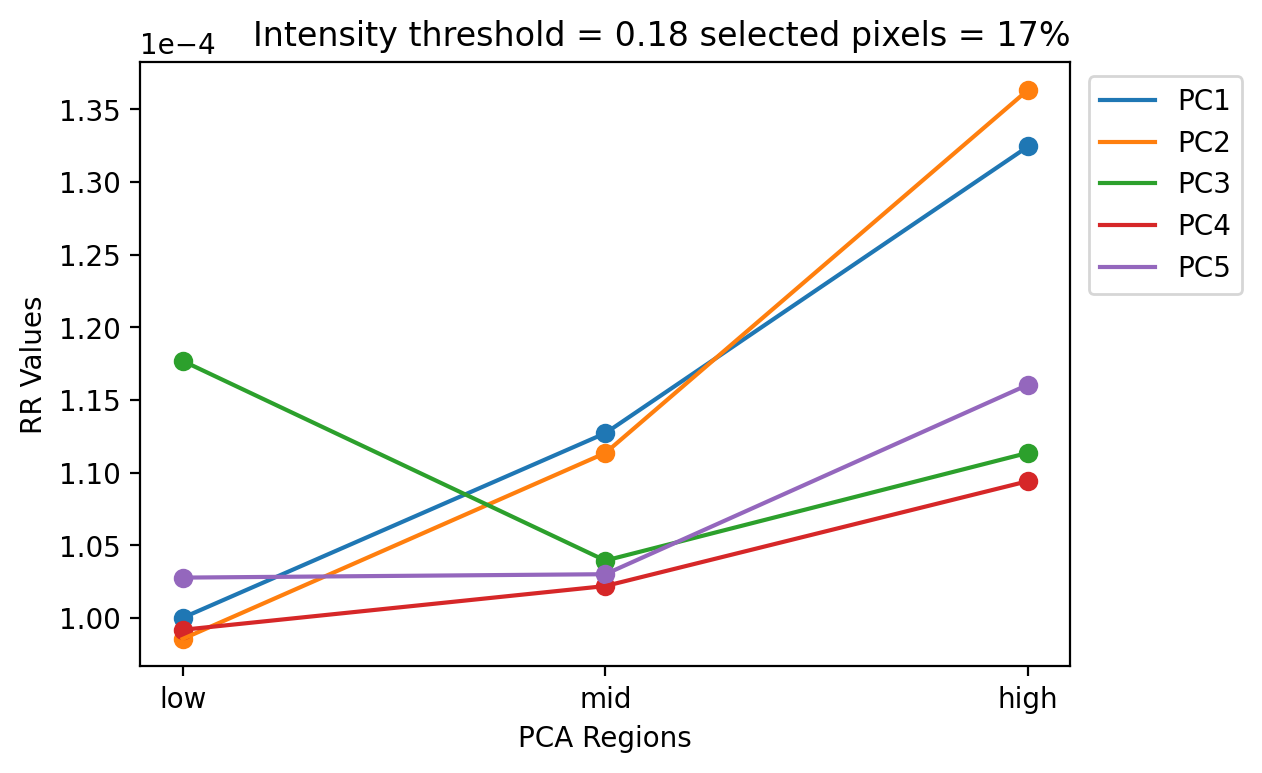 1e−4
Intensity threshold = 0.18 selected pixels = 17%
1.35
1.30
1.25
1.20
1.15
1.10
1.05
1.00
RR Values
low
mid
high
PCA Regions
PC1
PC2
PC3
PC4
PC5